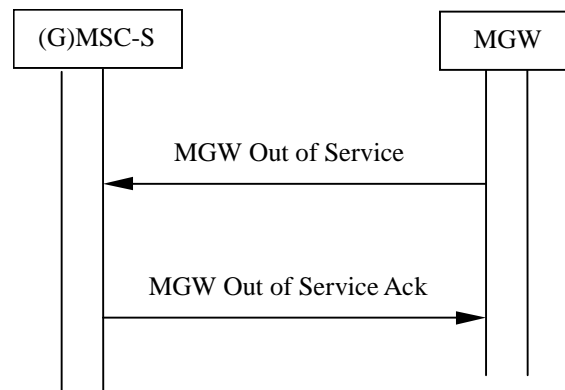 (G)MSC-S
MGW
MGW Out of Service
MGW Out of Service Ack